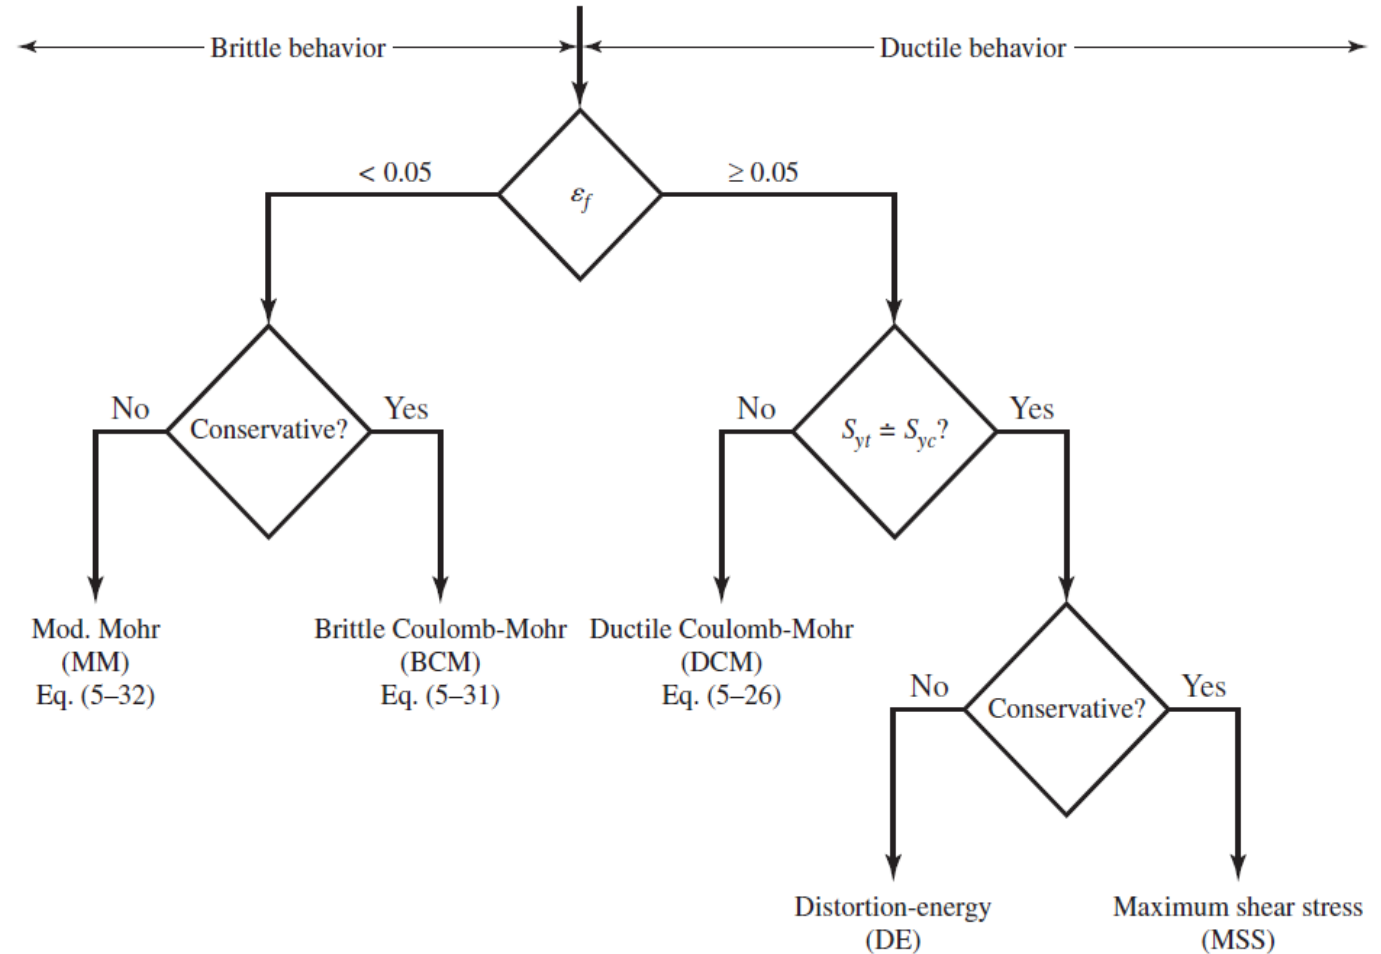 Brittle behavior
Ductile behavior
< 0.05
≥ 0.05
εf
No
Conservative?
Yes
No
Syt ≐ Syc?
Yes
Mod. Mohr
(MM)
Eq. (5–32)
Brittle Coulomb-Mohr
(BCM)
Eq. (5–31)
Ductile Coulomb-Mohr
(DCM)
Eq. (5–26)
No
Conservative?
Yes
Distortion-energy
(DE)
Maximum shear stress
(MSS)